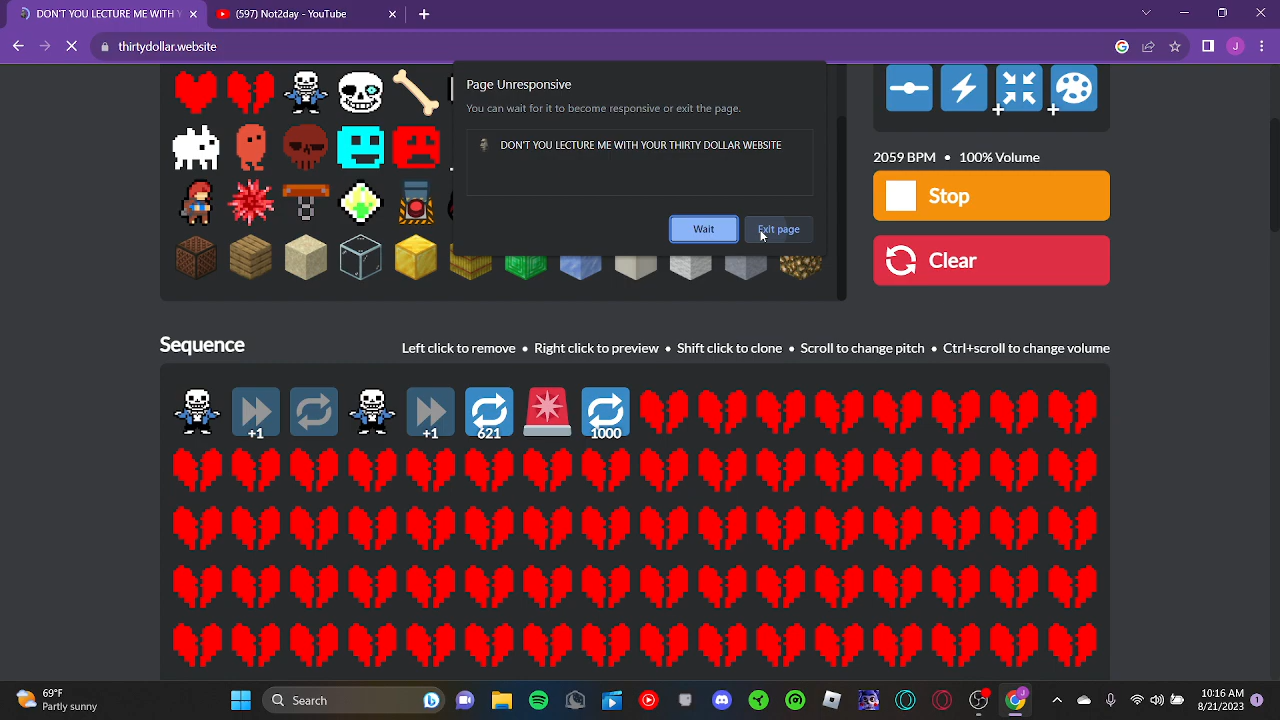 DON'T YOU LECTURE ME WITH Y
(597) Not2day - YouTube
thirtydollar.website
Page Unresponsive
You can wait for it to become responsive or exit the page.
DON'T YOU LECTURE ME WITH YOUR THIRTY DOLLAR WEBSITE
Wait
Exit page
2059 BPM • 100% Volume
Stop
Clear
Sequence
Left click to remove • Right click to preview • Shift click to clone • Scroll to change pitch • Ctrl+scroll to change volume
+1
+1
621
1000
69°F
Partly sunny
Search
10:16 AM
8/21/2023
1